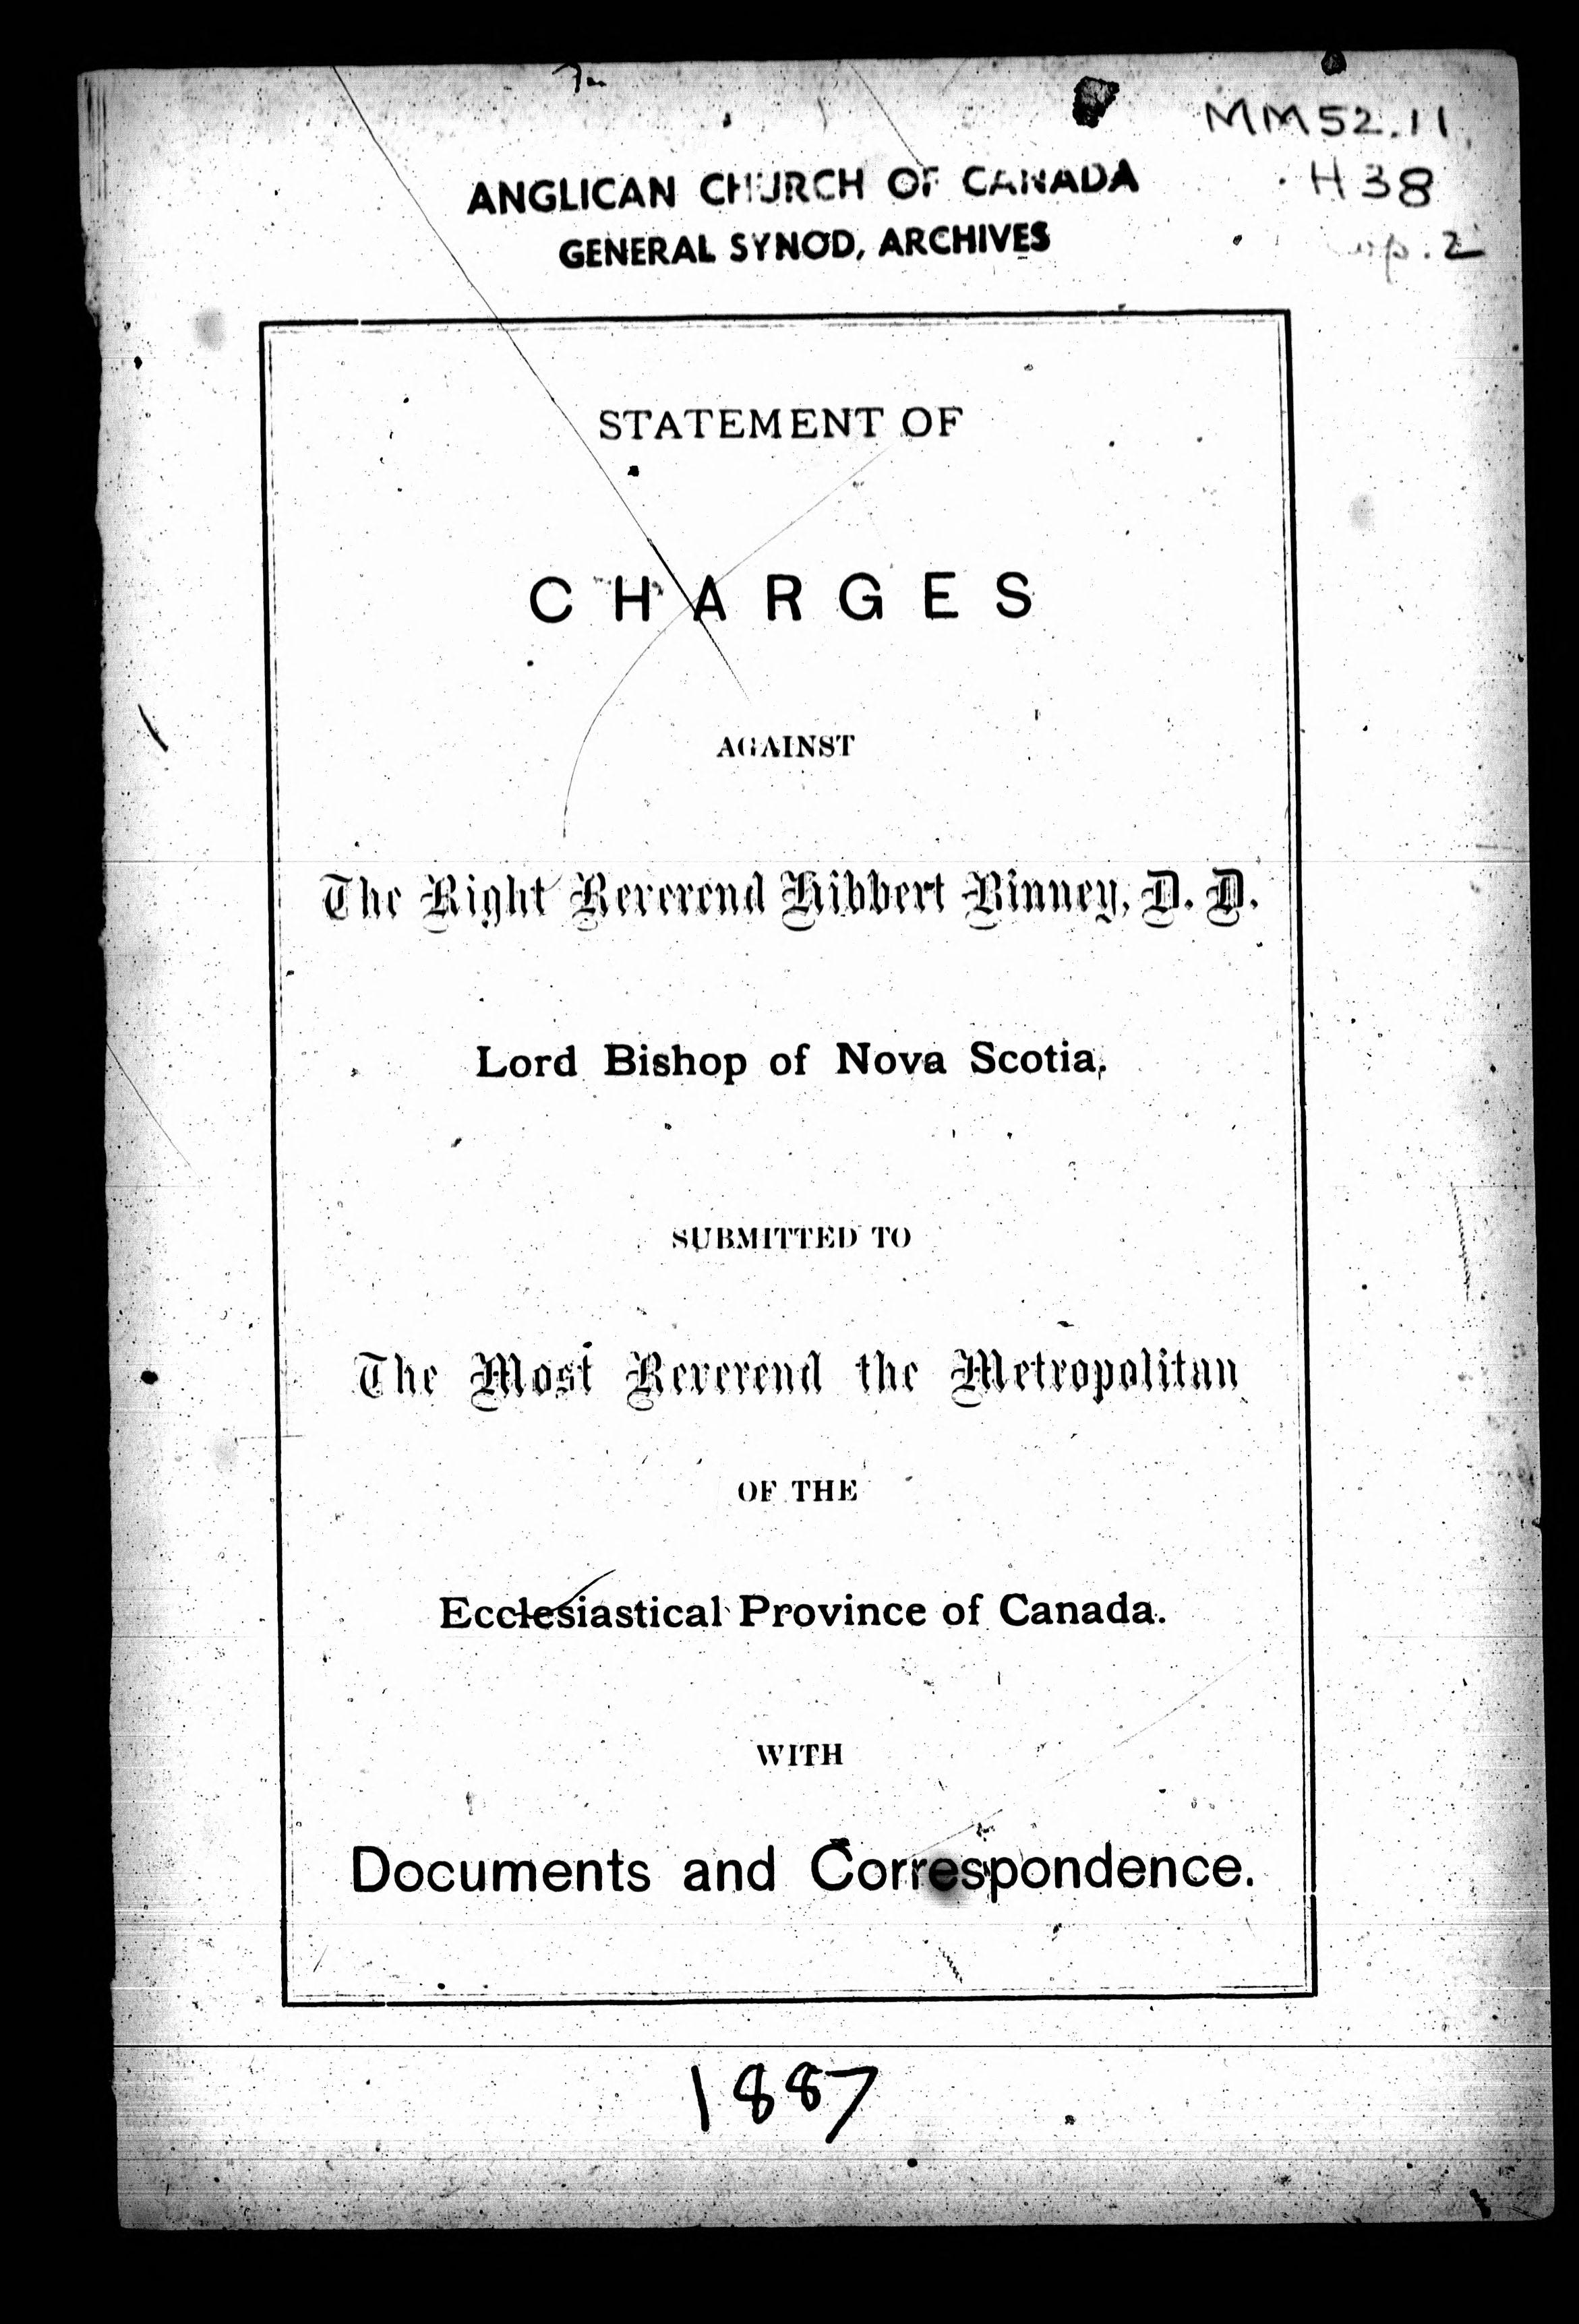 MM52.11
ANGLICAN CHURCH OF CANADA
H38
GENERAL SYNOD, ARCHIVES
2
STATEMENT OF
CHARGES
AGAINST
The Right Reverend Hibbert Binney, D. D.
Lord Bishop of Nova Scotia,
SUBMITTED TO
The Most Reverend the Metropolitan
OF THE
Ecclesiastical Province of Canada.
WITH
Documents and Correspondence.
1887